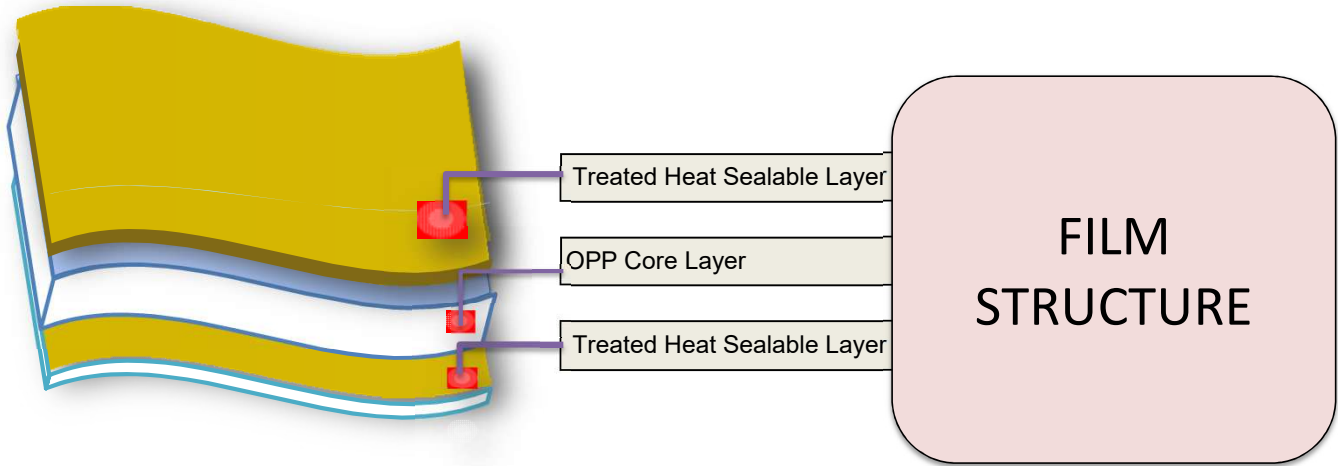 Treated Heat Sealable Layer
OPP Core Layer
Treated Heat Sealable Layer
FILM
STRUCTURE